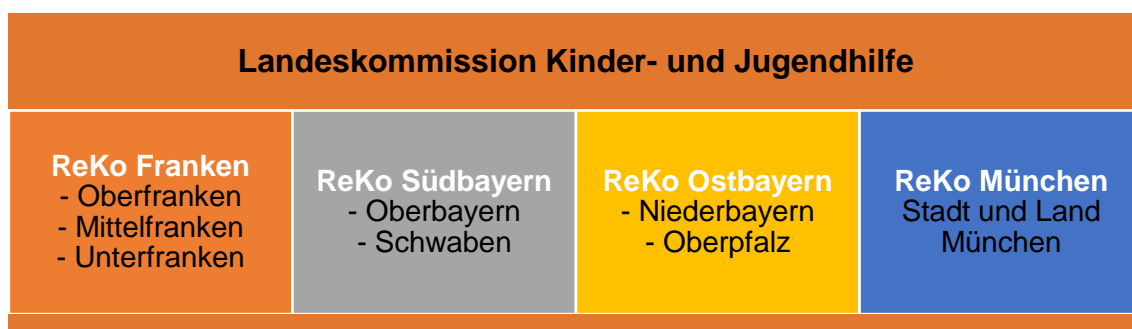 Landeskommission Kinder- und Jugendhilfe
ReKo Franken
- Oberfranken
- Mittelfranken
- Unterfranken
ReKo Südbayern
- Oberbayern
- Schwaben
ReKo Ostbayern
- Niederbayern
- Oberpfalz
ReKo München
Stadt und Land
München